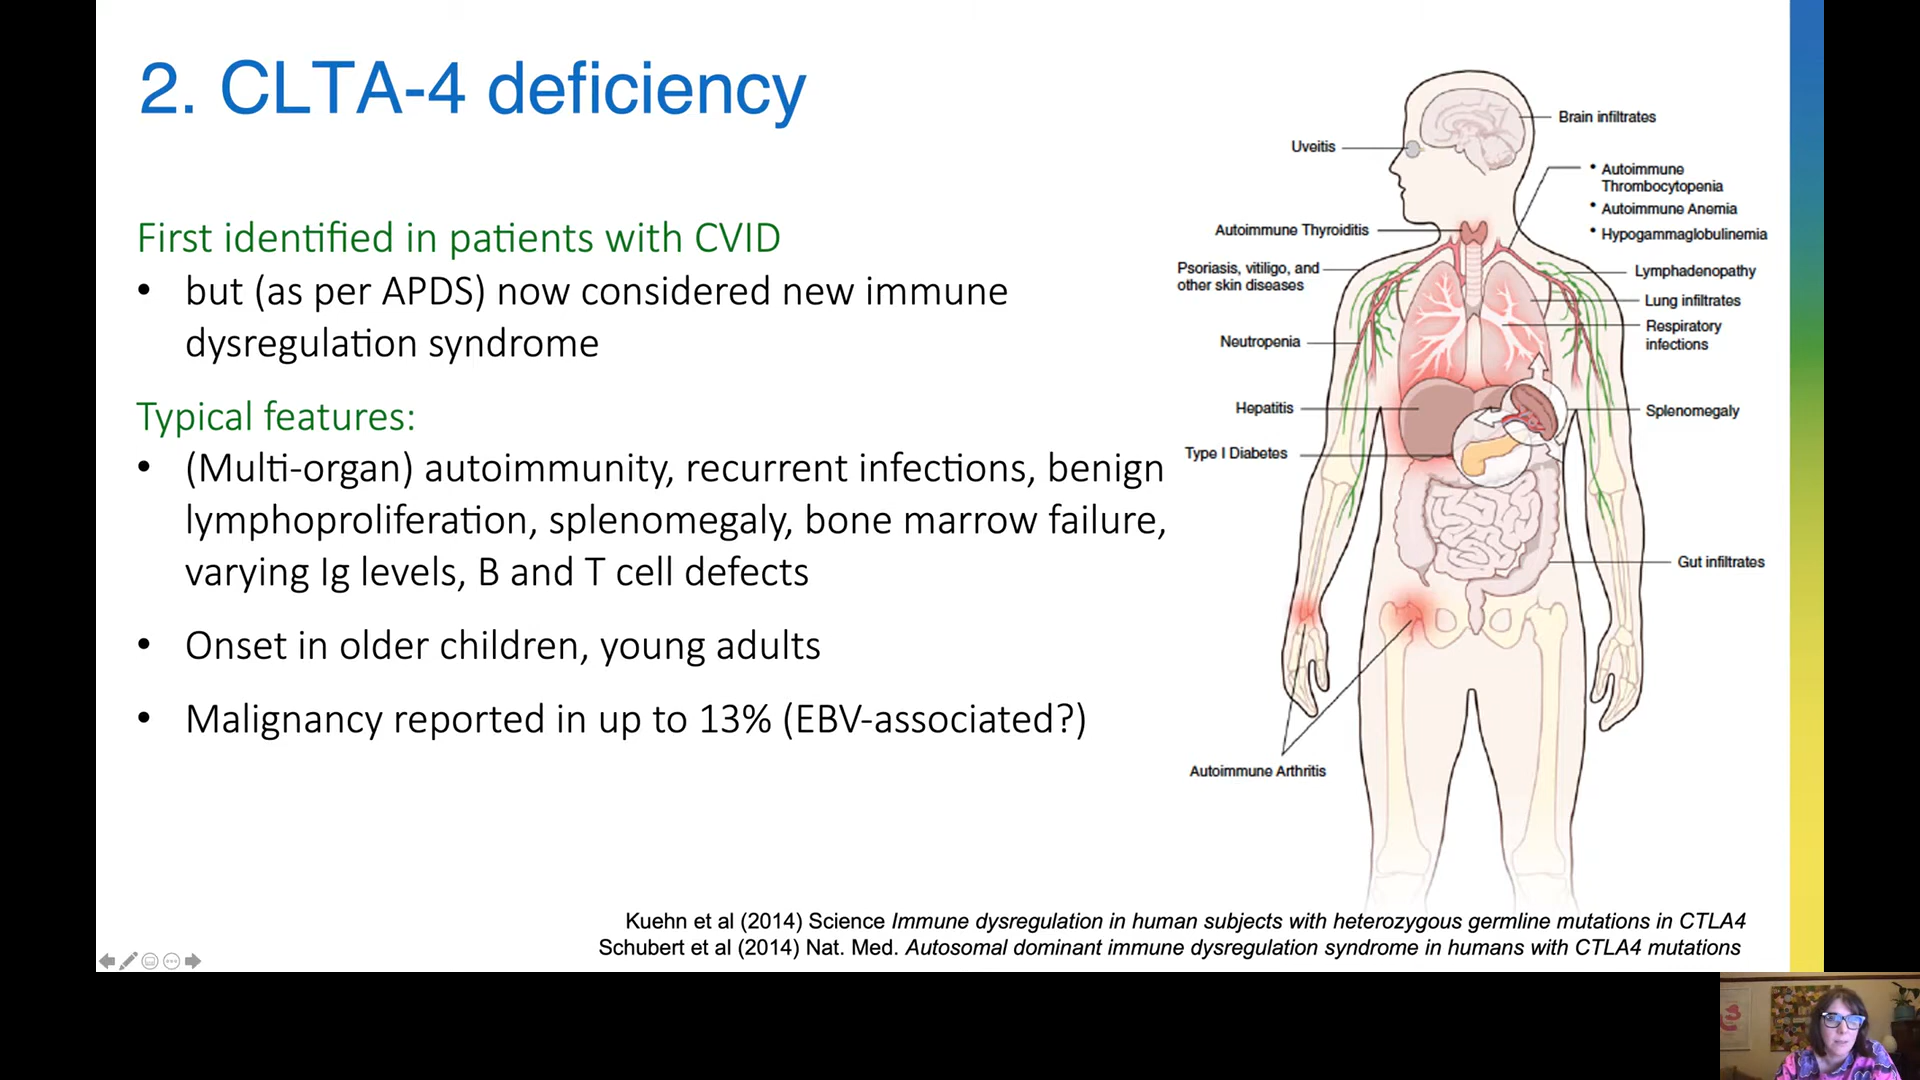 2. CLTA-4 deficiency
First identified in patients with CVID
• but (as per APDS) now considered new immune
dysregulation syndrome
Typical features:
• (Multi-organ) autoimmunity, recurrent infections, benign
lymphoproliferation, splenomegaly, bone marrow failure,
varying Ig levels, B and T cell defects
• Onset in older children, young adults
• Malignancy reported in up to 13% (EBV-associated?)
Brain infiltrates
Uveitis
• Autoimmune
Thrombocytopenia
• Autoimmune Anemia
• Hypogammaglobulinemia
Autoimmune Thyroiditis
Psoriasis, vitiligo, and
other skin diseases
Lymphadenopathy
Lung infiltrates
Respiratory
infections
Neutropenia
Hepatitis
Splenomegaly
Type I Diabetes
Gut infiltrates
Autoimmune Arthritis
Kuehn et al (2014) Science Immune dysregulation in human subjects with heterozygous germline mutations in CTLA4
Schubert et al (2014) Nat. Med. Autosomal dominant immune dysregulation syndrome in humans with CTLA4 mutations